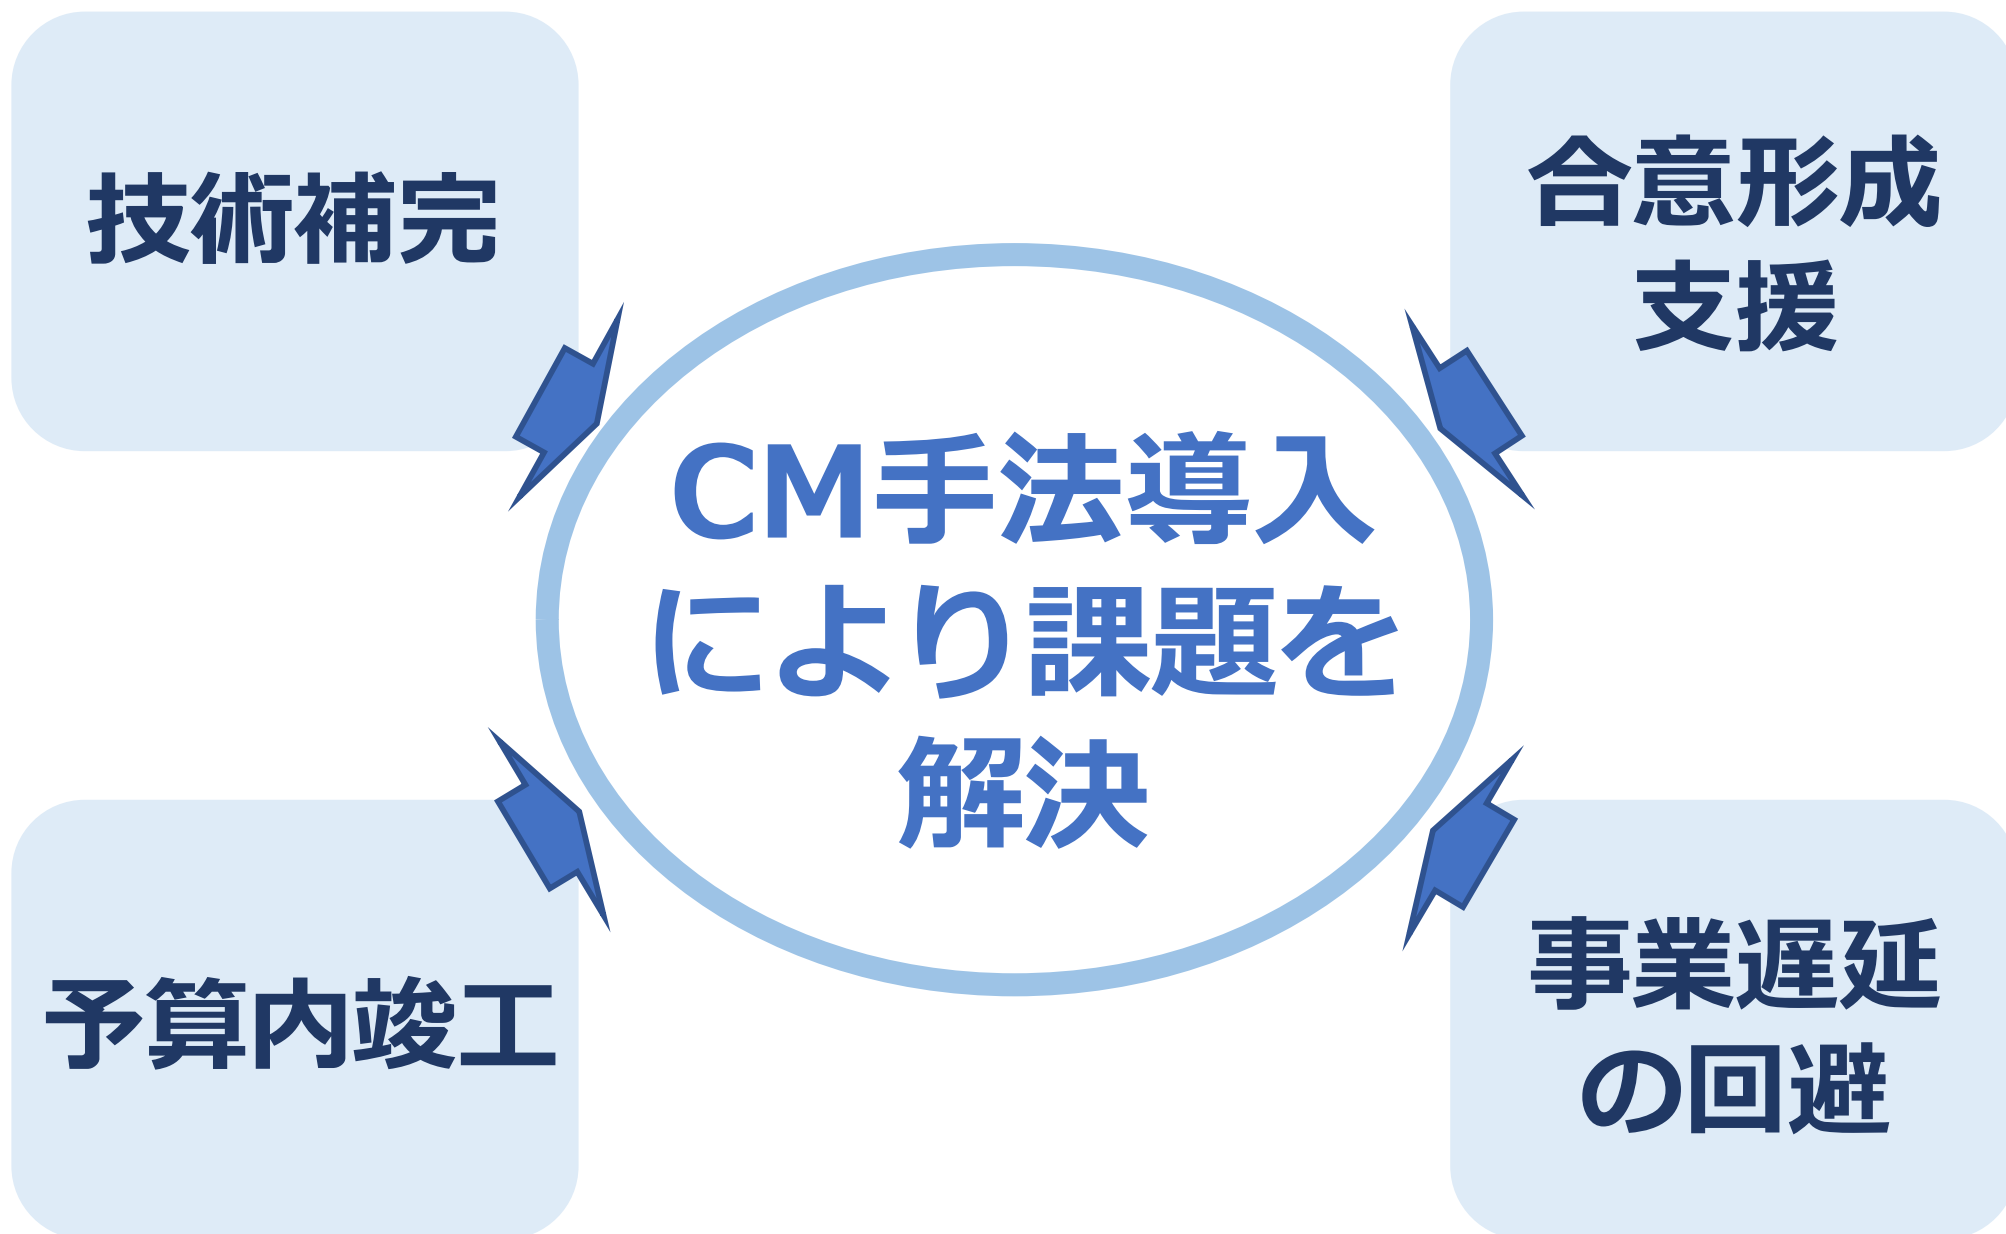 技術補完
合意形成
支援
CM手法導入
により課題を
解決
予算内竣工
事業遅延
の回避